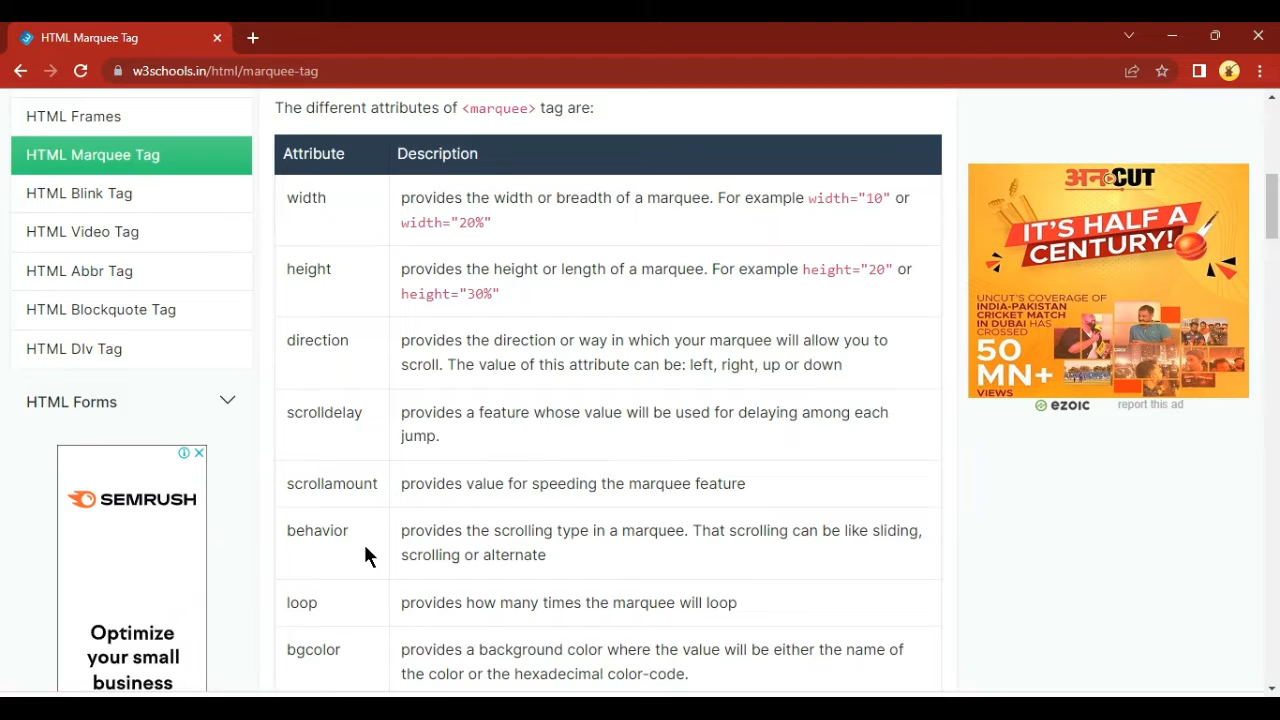 HTML Marquee Tag
w3schools.in/html/marquee-tag
HTML Frames
HTML Marquee Tag
HTML Blink Tag
HTML Video Tag
HTML Abbr Tag
HTML Blockquote Tag
HTML DIv Tag
HTML Forms
SEMRUSH
Optimize
your small
business
The different attributes of <marquee> tag are:
Attribute Description
width provides the width or breadth of a marquee. For example width="10" or
width="20%"
height provides the height or length of a marquee. For example height="20" or
height="30%"
direction provides the direction or way in which your marquee will allow you to
scroll. The value of this attribute can be: left, right, up or down
scrolldelay provides a feature whose value will be used for delaying among each
jump.
scrollamount provides value for speeding the marquee feature
behavior provides the scrolling type in a marquee. That scrolling can be like sliding,
scrolling or alternate
loop provides how many times the marquee will loop
bgcolor provides a background color where the value will be either the name of
the color or the hexadecimal color-code.
अनCUT
IT'S HALF A
CENTURY!
UNCUT'S COVERAGE OF
INDIA-PAKISTAN
CRICKET MATCH
IN DUBAI HAS
CROSSED
50
MN+
VIEWS
ezoic report this ad